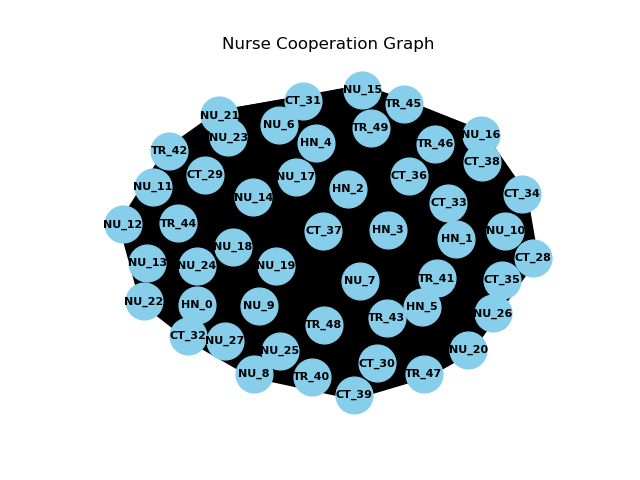 Nurse Cooperation Graph
NU_15
CT_31
TR_45
NU_21
NU_6
TR_49
NU_16
NU_23
HN_4
TR_46
TR_42
CT_38
CT_29
NU_17
CT_36
NU_11
HN_2
CT_34
NU_14
CT_33
NU_12
TR_44
CT_37
HN_3
NU_10
HN_1
NU_18
CT_28
NU_13
NU_24
NU_19
NU_7
TR_41
CT_35
NU_22
HN_0
NU_9
HN_5
NU_26
TR_43
TR_48
CT_32
NU_27
NU_25
NU_20
CT_30
NU_8
TR_40
TR_47
CT_39